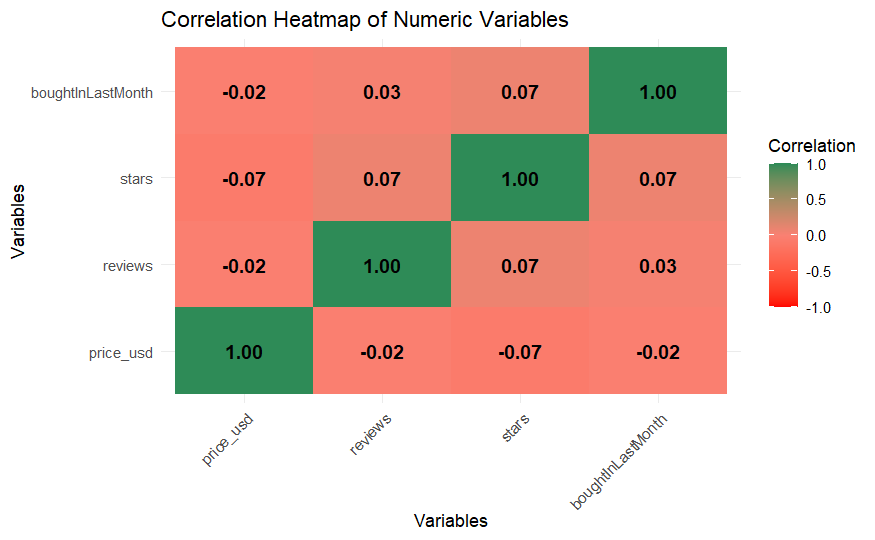 Correlation Heatmap of Numeric Variables
boughtInLastMonth
-0.02 0.03 0.07 1.00
stars
-0.07 0.07 1.00 0.07
reviews
-0.02 1.00 0.07 0.03
price_usd
1.00 -0.02 -0.07 -0.02
Variables
price_usd
reviews
stars
boughtInLastMonth
Variables
Correlation
1.0
0.5
0.0
-0.5
-1.0